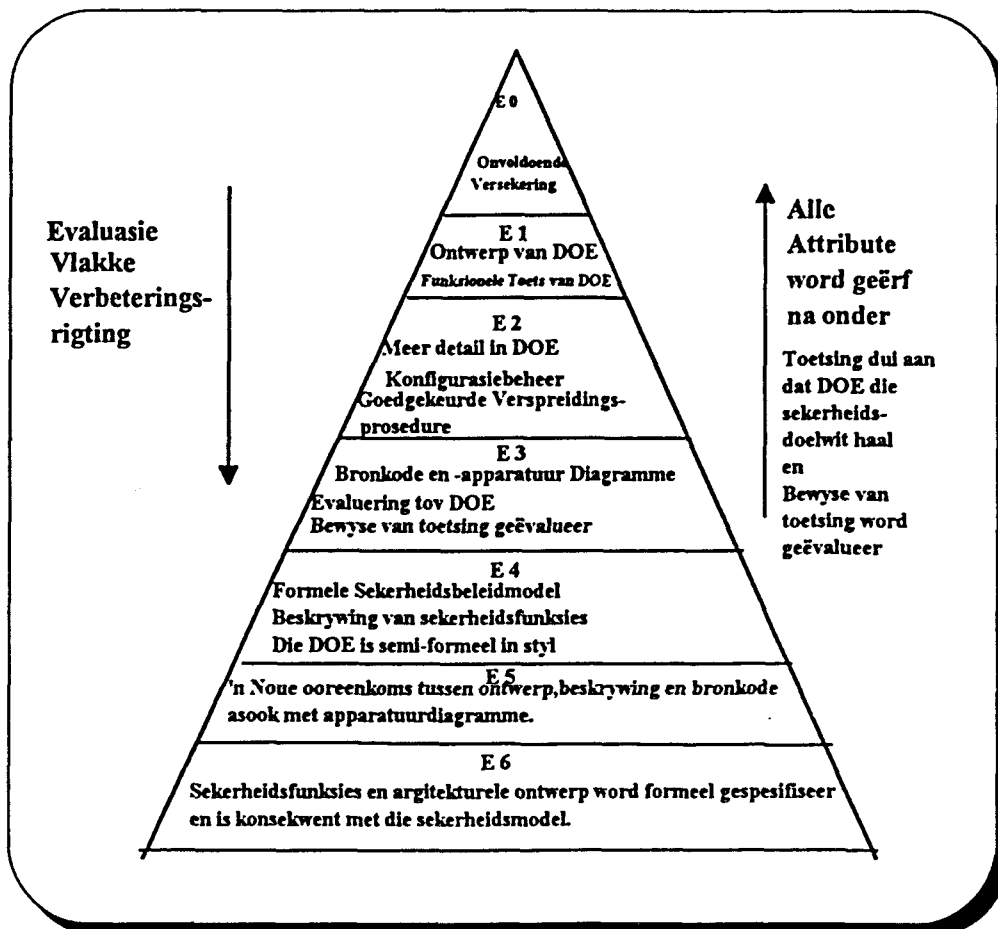 Evaluasie
Vlakke
Verbeterings-
rigting
E 0
Onvoldoende
Versekering
E 1
Ontwerp van DOE
Funksionele Toets van DOE
E 2
Meer detail in DOE
Konfigurasiebeheer
Goedgekeurde Verspreidings-
prosedure
E 3
Bronkode en -apparatuur Diagramme
Evaluering tov DOE
Bewyse van toetsing geëvalueer
E 4
Formele Sekerheidsbeleidmodel
Beskrywing van sekerheidsfunksies
Die DOE is semi-formeel in styl
E 5
'n Noue ooreenkoms tussen ontwerp,beskrywing en bronkode
asook met apparatuurdiagramme.
E 6
Sekerheidsfunksies en argitekturele ontwerp word formeel gespesifiseer
en is konsekwent met die sekerheidsmodel.
Alle
Attribute
word geërf
na onder
Toetsing dui aan
dat DOE die
sekerheids-
doelwit haal
en
Bewyse van
toetsing word
geëvalueer